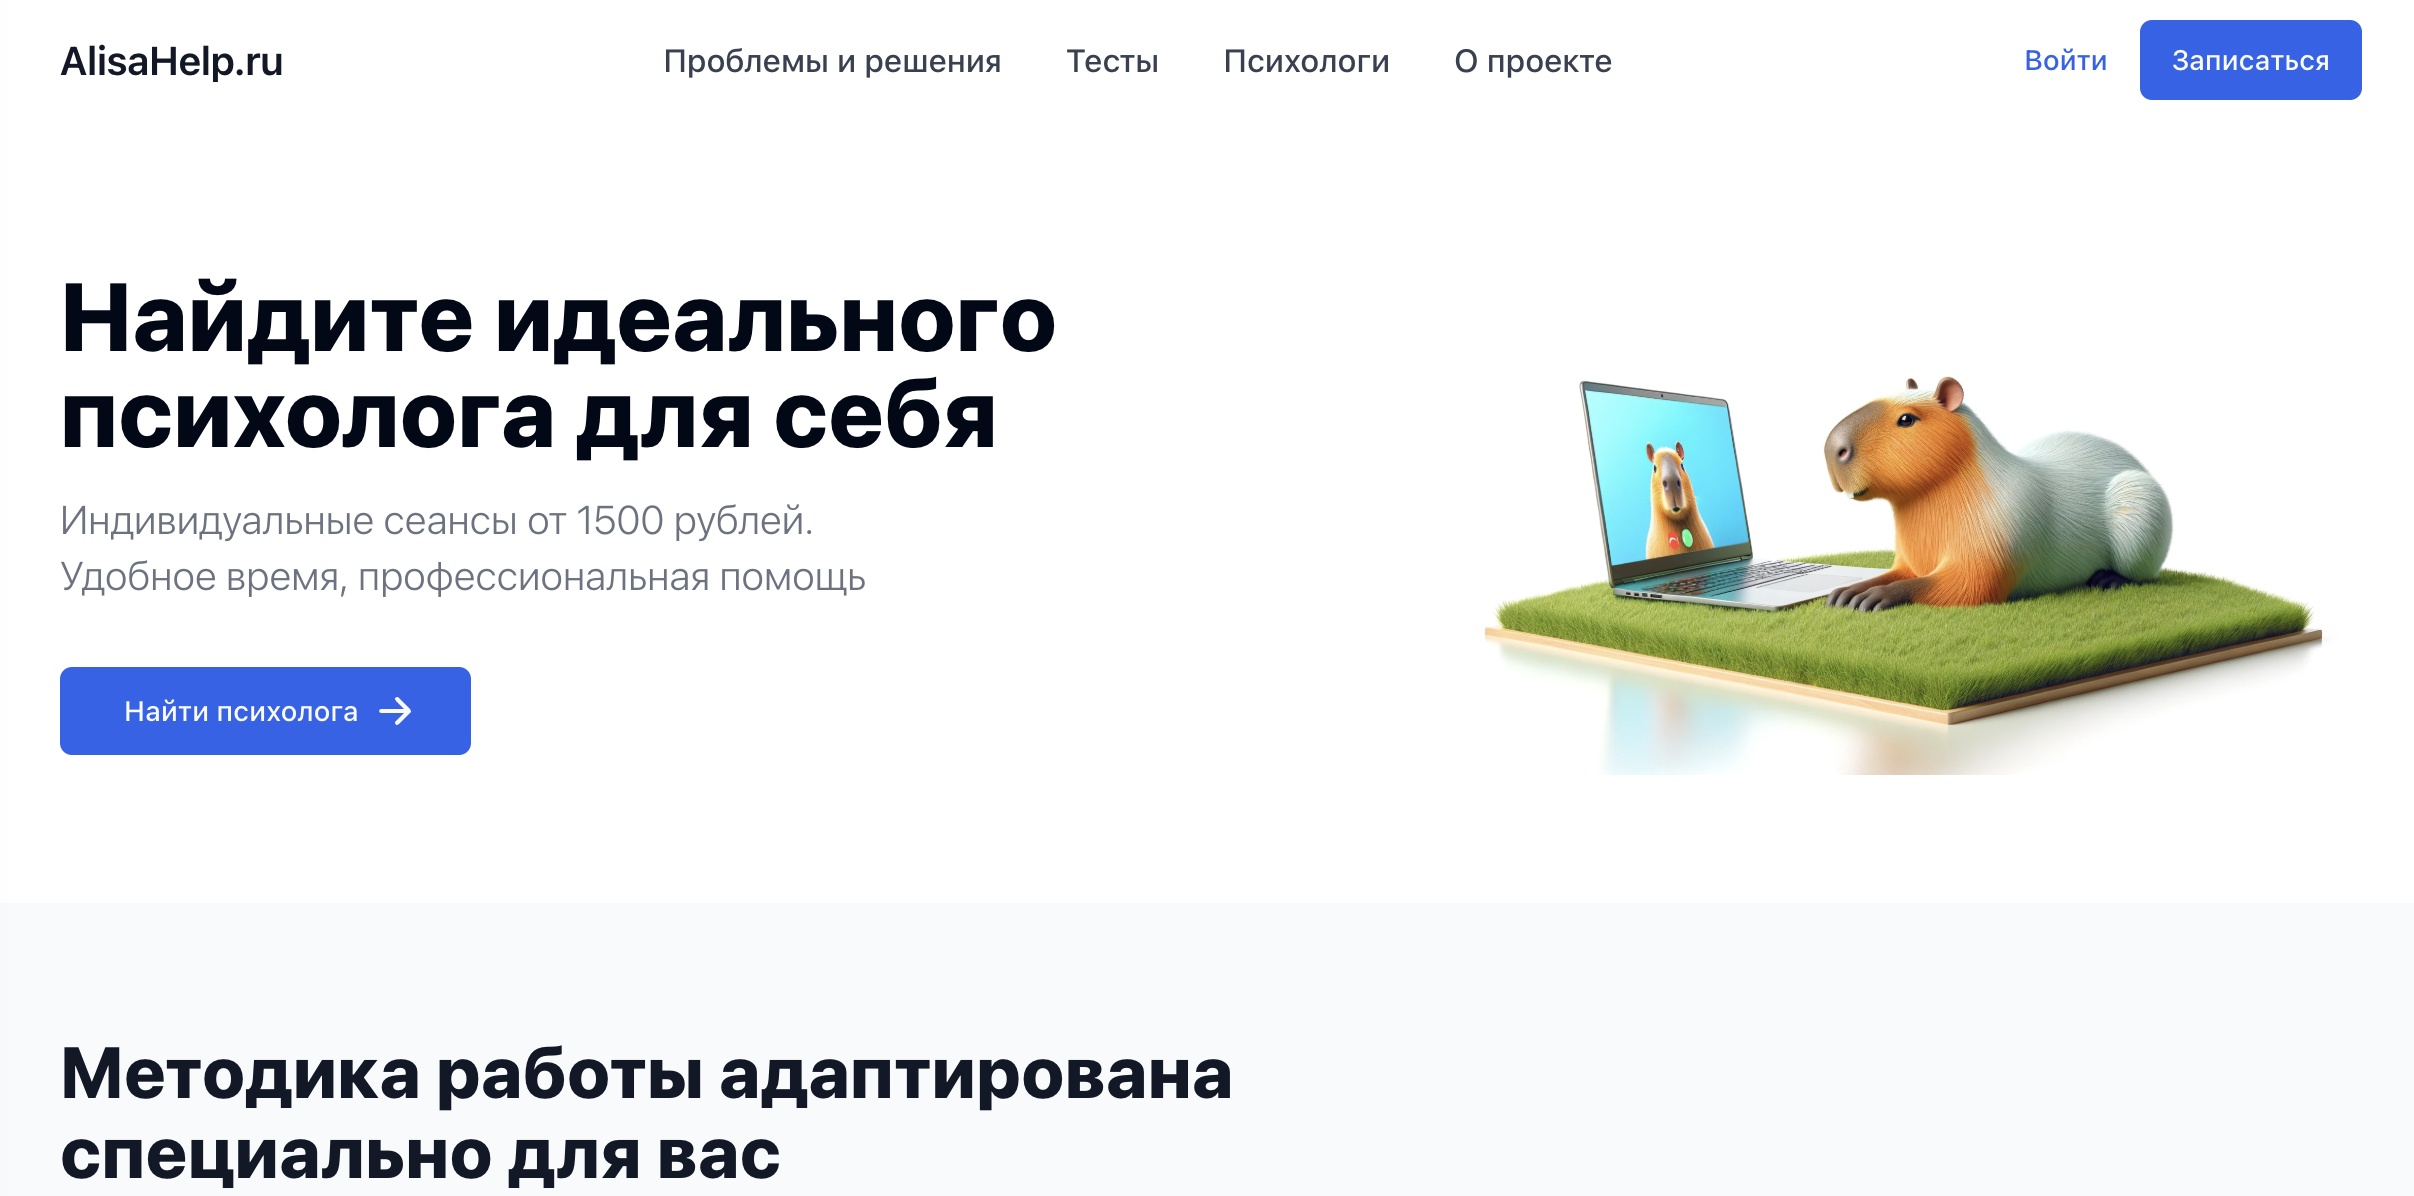 AlisaHelp.ru
Проблемы и решения
Тесты
Психологи
О проекте
Войти
Записаться
Найдите идеального
психолога для себя
Индивидуальные сеансы от 1500 рублей.
Удобное время, профессиональная помощь
Найти психолога
Методика работы адаптирована
специально для вас